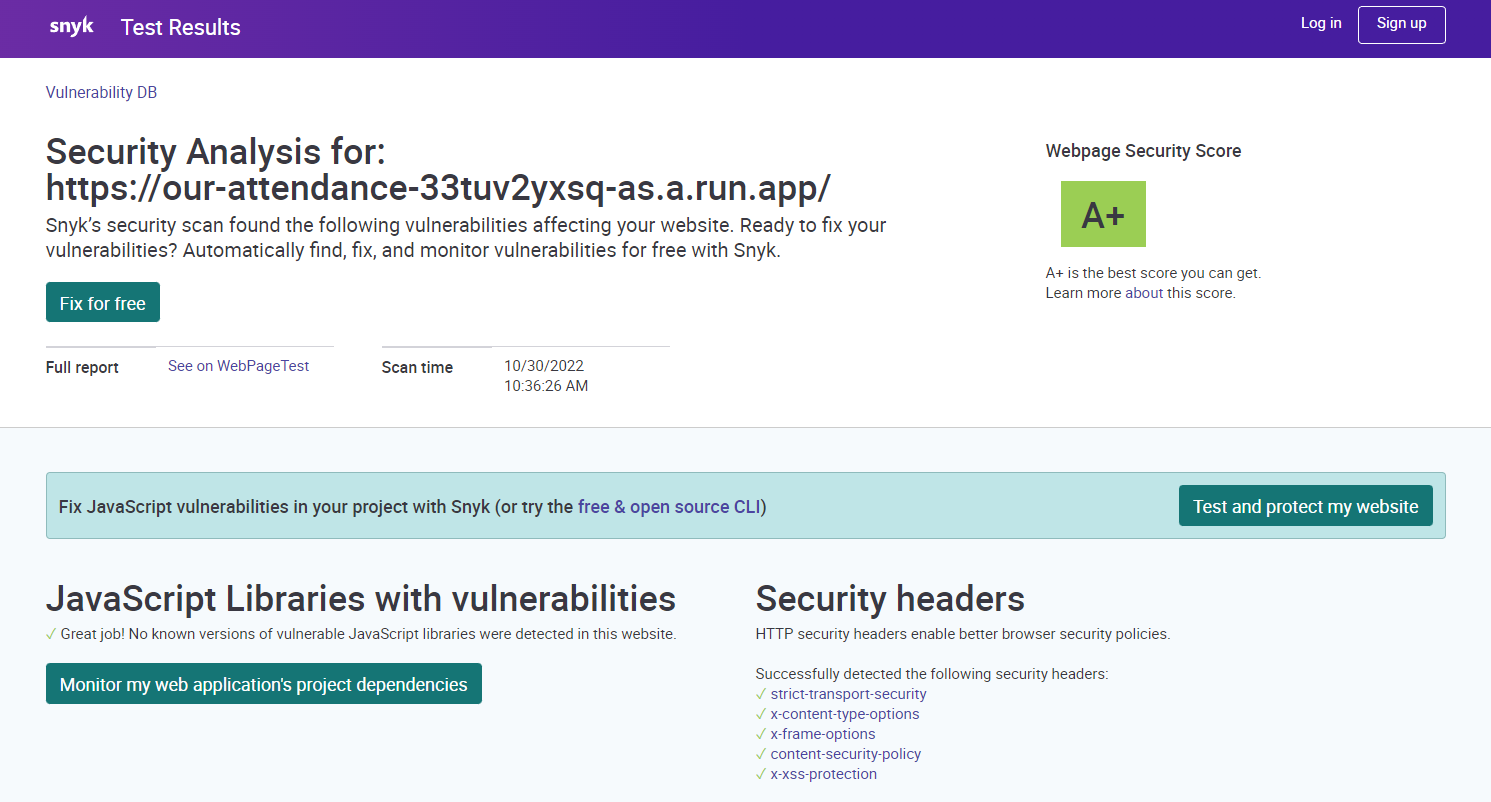 snyk Test Results Log in Sign up
Vulnerability DB
Security Analysis for:
https://our-attendance-33tuv2yxsq-as.a.run.app/
Snyk’s security scan found the following vulnerabilities affecting your website. Ready to fix your
vulnerabilities? Automatically find, fix, and monitor vulnerabilities for free with Snyk.
Fix for free
Full report See on WebPageTest
Scan time 10/30/2022
10:36:26 AM
Webpage Security Score
A+
A+ is the best score you can get.
Learn more about this score.
Fix JavaScript vulnerabilities in your project with Snyk (or try the free & open source CLI)
Test and protect my website
JavaScript Libraries with vulnerabilities
✓ Great job! No known versions of vulnerable JavaScript libraries were detected in this website.
Monitor my web application's project dependencies
Security headers
HTTP security headers enable better browser security policies.
Successfully detected the following security headers:
✓ strict-transport-security
✓ x-content-type-options
✓ x-frame-options
✓ content-security-policy
✓ x-xss-protection